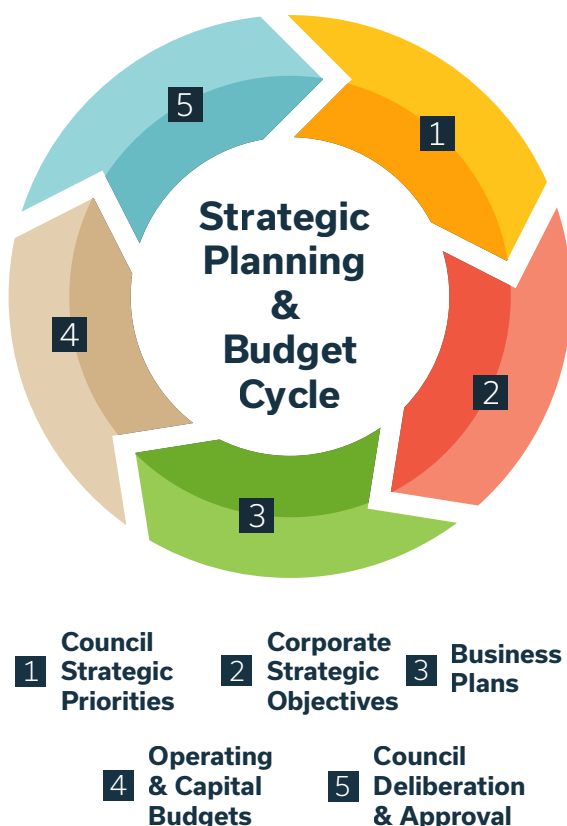 5
1
Strategic
Planning
&
Budget
Cycle
4
2
3
1
Council
Strategic
Priorities
2
Corporate
Strategic
Objectives
3
Business
Plans
4
Operating
& Capital
Budgets
5
Council
Deliberation
& Approval